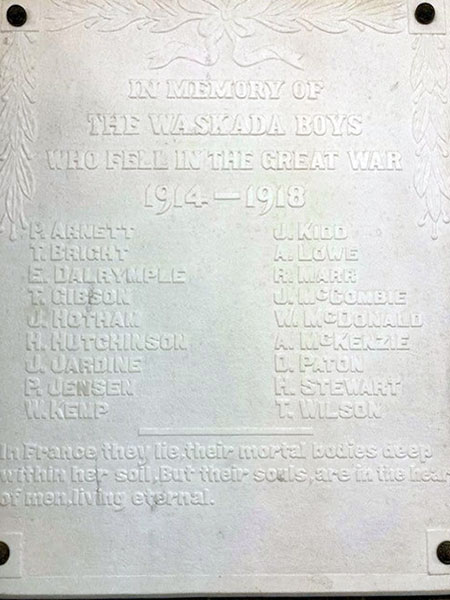 IN MEMORY OF
THE WASKADA BOYS
WHO FELL IN THE GREAT WAR
1914-1918
P. ARNETT
T. BRIGHT
E. DALRYMPLE
T. GIBSON
J. HOTHAM
H. HUTCHINSON
J. JARDINE
P. JENSEN
W. KEMP
J. KIDD
A. LOWE
R. MARR
J. McCOMBIE
W. McDONALD
A. McKENZIE
D. PATON
H. STEWART
T. WILSON
In France they lie, their mortal bodies deep
within her soil, But their souls, are in the hear
of men, living eternal.